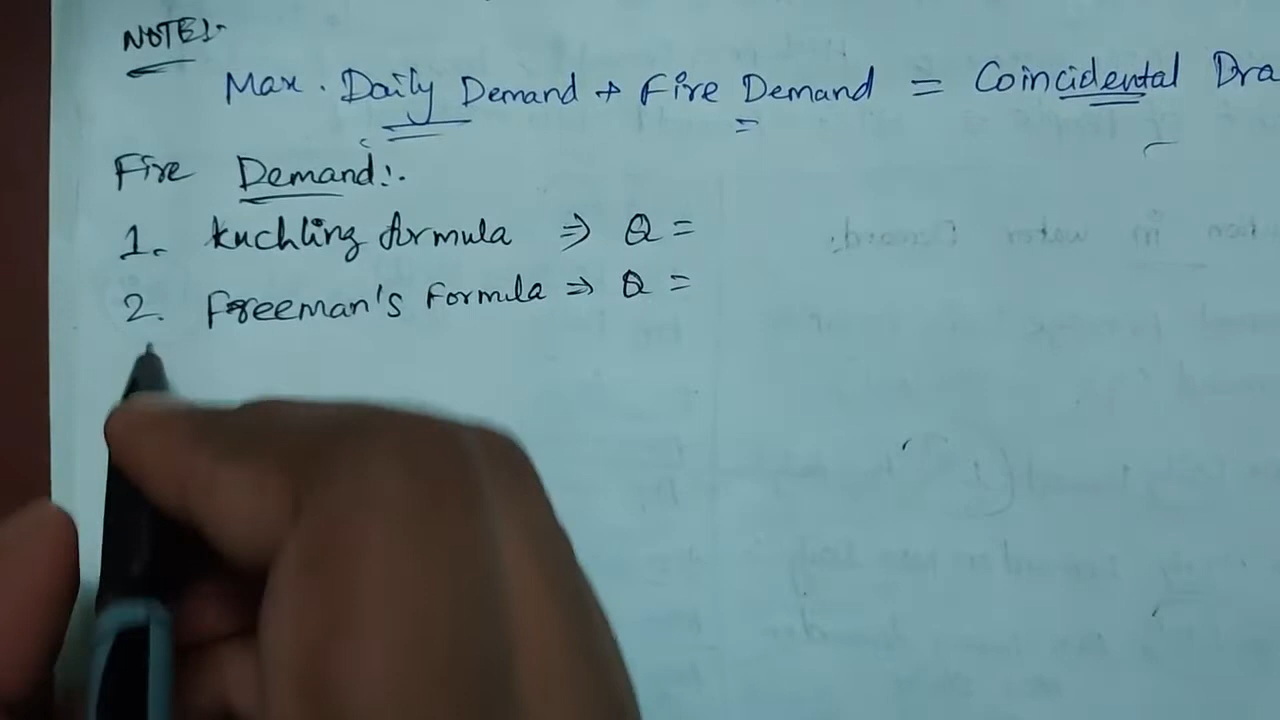 NOTE:-
Max. Daily Demand + Fire Demand = Coincidental Dra
Fire Demand:.
1. kuchling formula ⇒ Q =
2. Freeman's Formula ⇒ Q =